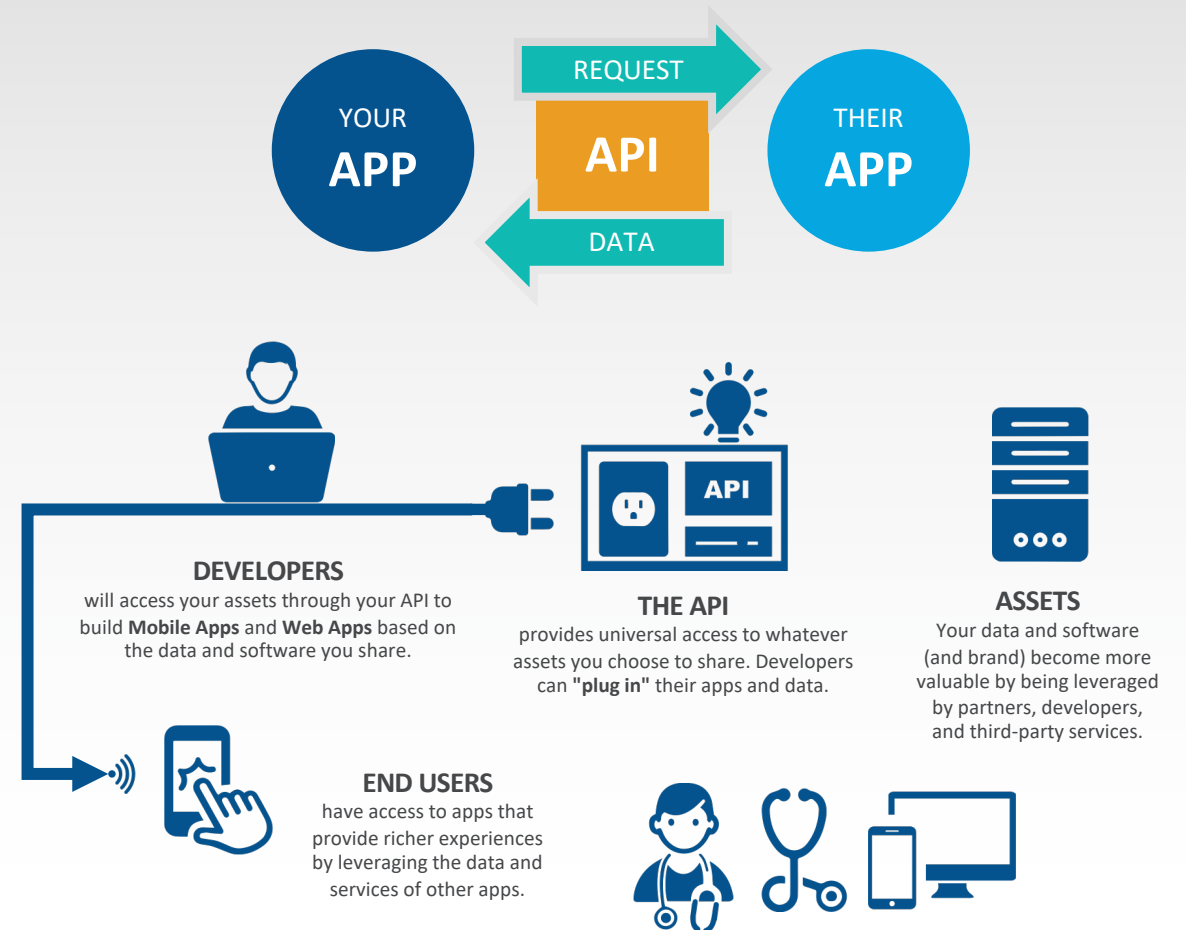 REQUEST
YOUR
APP
API
THEIR
APP
DATA
API
DEVELOPERS
will access your assets through your API to
build Mobile Apps and Web Apps based on
the data and software you share.
THE API
provides universal access to whatever
assets you choose to share. Developers
can "plug in" their apps and data.
ASSETS
Your data and software
(and brand) become more
valuable by being leveraged
by partners, developers,
and third-party services.
END USERS
have access to apps that
provide richer experiences
by leveraging the data and
services of other apps.